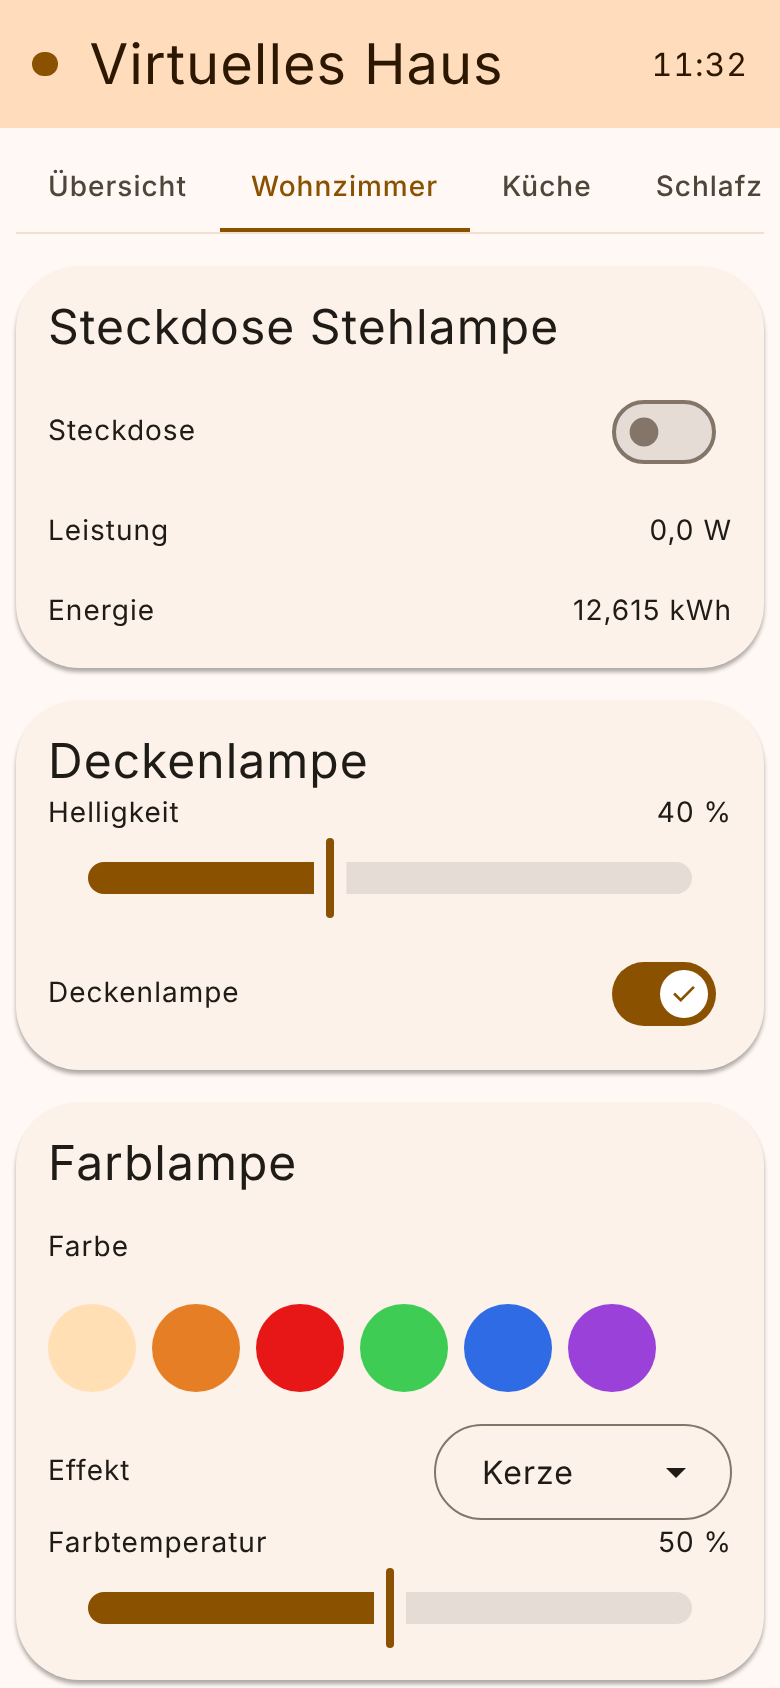 Virtuelles Haus 11:32
Übersicht Wohnzimmer Küche Schlafz
Steckdose Stehlampe
Steckdose
Leistung 0,0 W
Energie 12,615 kWh
Deckenlampe
Helligkeit 40 %
Deckenlampe
Farblampe
Farbe
Effekt Kerze
Farbtemperatur 50 %